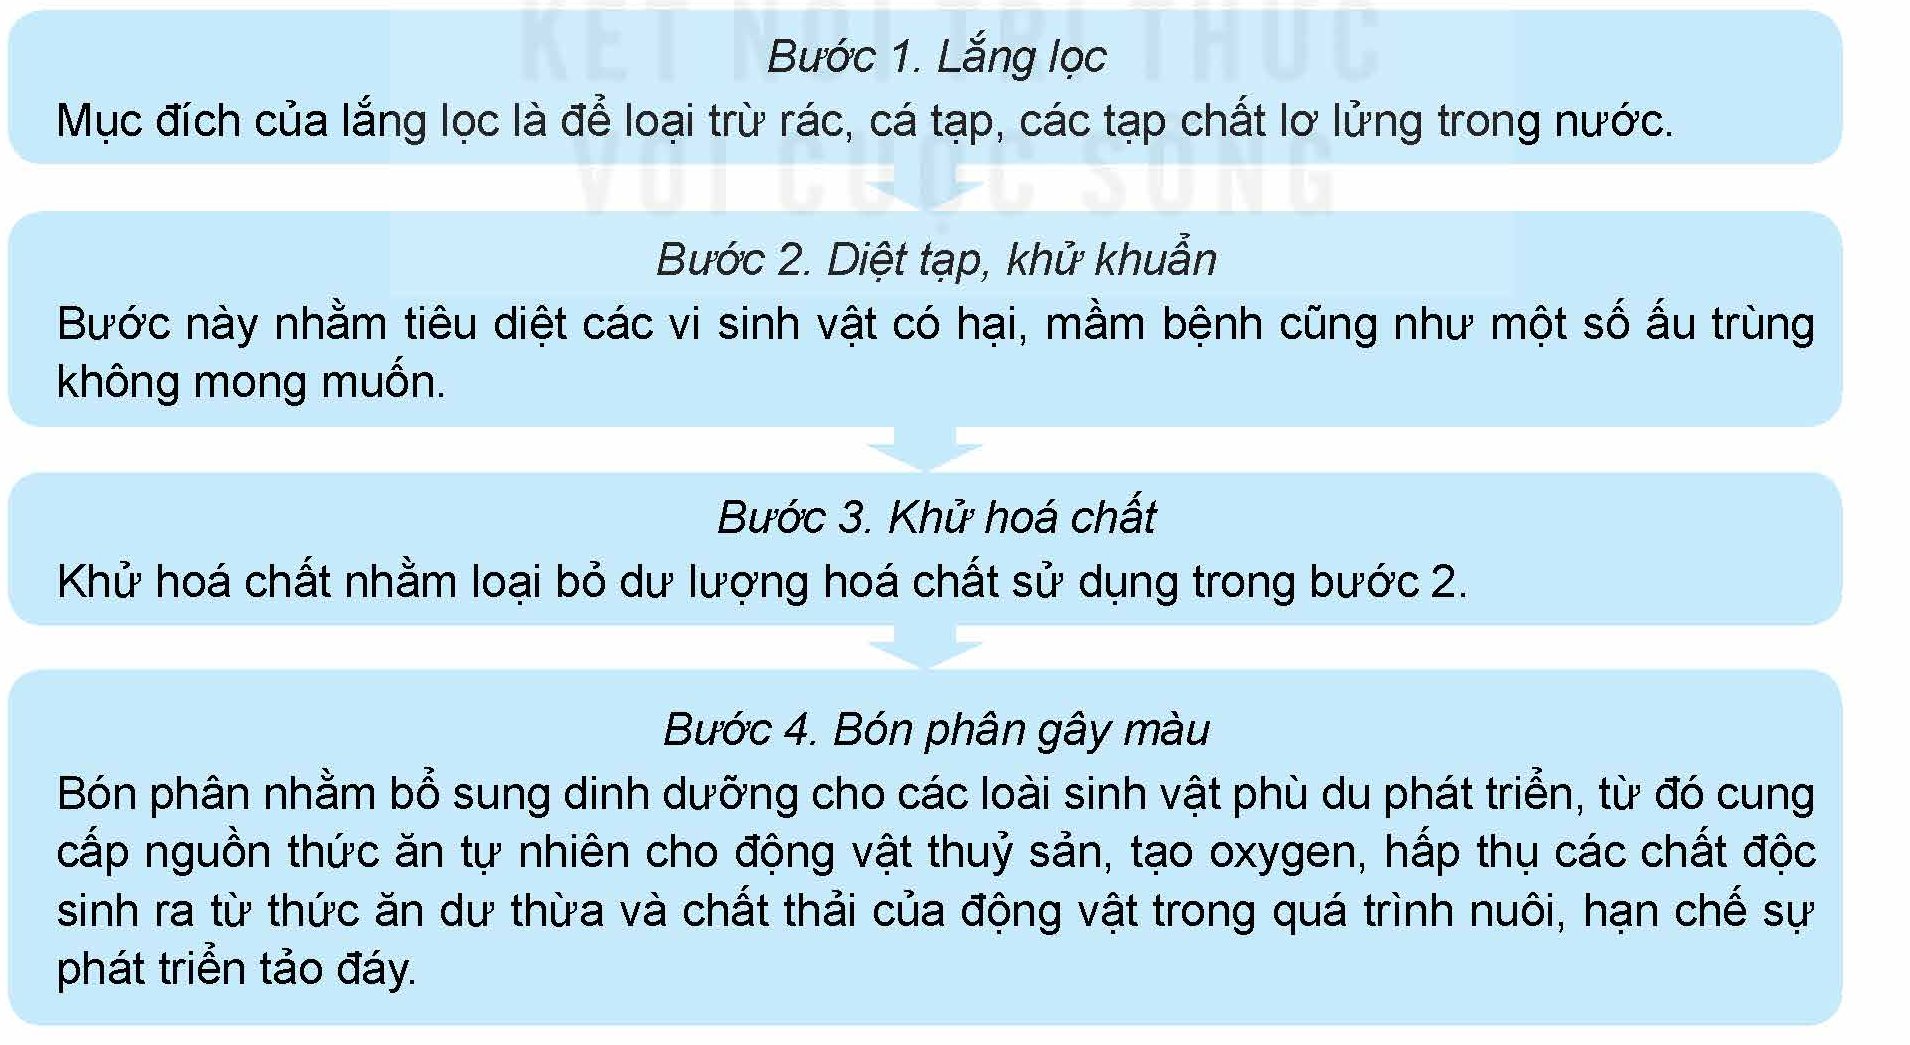 KẾT NỐI TRI THỨC
Bước 1. Lắng lọc
Mục đích của lắng lọc là để loại trừ rác, cá tạp, các tạp chất lơ lửng trong nước.
VỚI CUỘC SỐNG
Bước 2. Diệt tạp, khử khuẩn
Bước này nhằm tiêu diệt các vi sinh vật có hại, mầm bệnh cũng như một số ấu trùng
không mong muốn.
Bước 3. Khử hoá chất
Khử hoá chất nhằm loại bỏ dư lượng hoá chất sử dụng trong bước 2.
Bước 4. Bón phân gây màu
Bón phân nhằm bổ sung dinh dưỡng cho các loài sinh vật phù du phát triển, từ đó cung
cấp nguồn thức ăn tự nhiên cho động vật thuỷ sản, tạo oxygen, hấp thụ các chất độc
sinh ra từ thức ăn dư thừa và chất thải của động vật trong quá trình nuôi, hạn chế sự
phát triển tảo đáy.